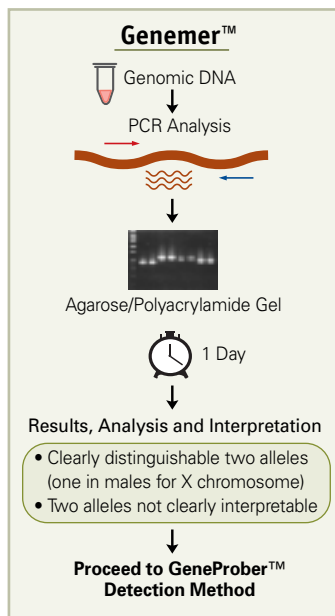 Genemer™
Genomic DNA
PCR Analysis
Agarose/Polyacrylamide Gel
1 Day
Results, Analysis and Interpretation
• Clearly distinguishable two alleles
(one in males for X chromosome)
• Two alleles not clearly interpretable
Proceed to GeneProber™
Detection Method